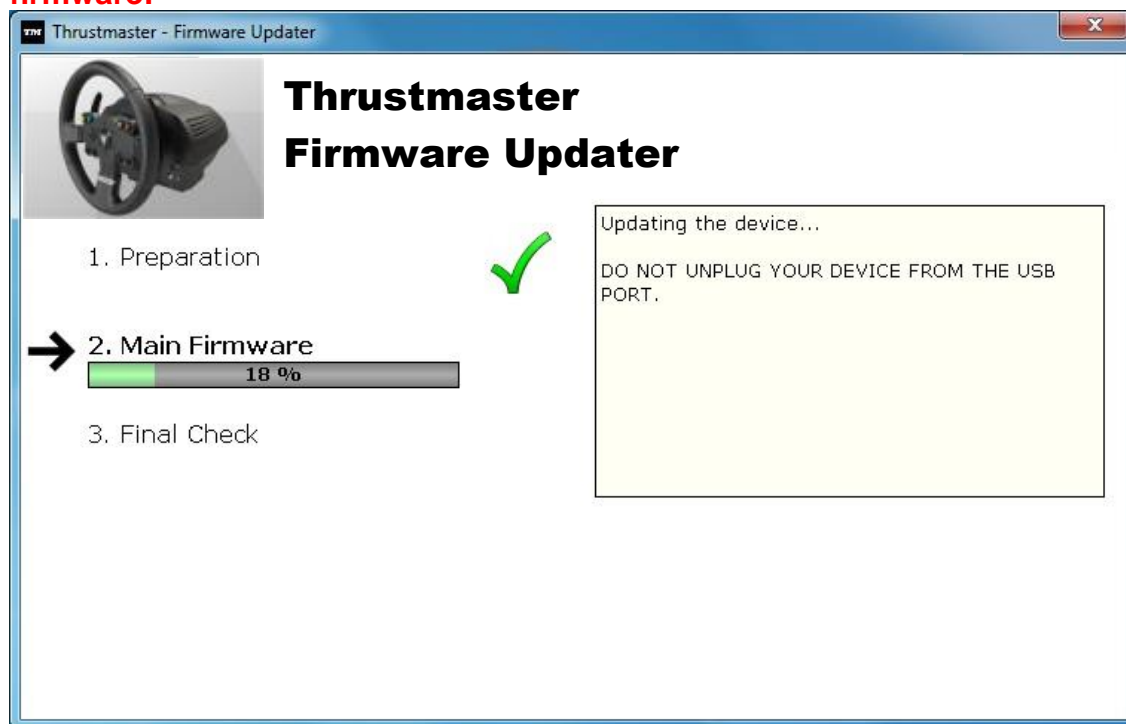 firmware.
Thrustmaster - Firmware Updater
Thrustmaster
Firmware Updater
1. Preparation
2. Main Firmware
18 %
3. Final Check
Updating the device...
DO NOT UNPLUG YOUR DEVICE FROM THE USB
PORT.